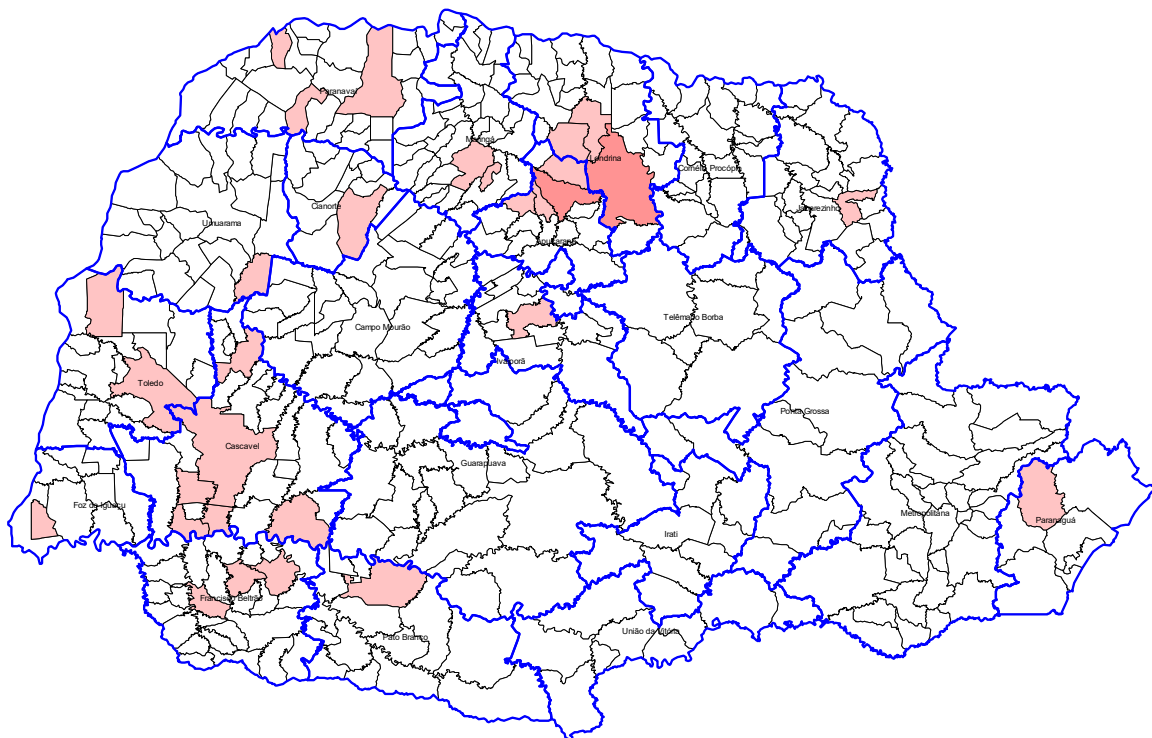 Paranavaí
Maringá
Londrina
Cornélio Procópio
Cianorte
Jacarezinho
Umuarama
Apucarana
Telêmaco Borba
Campo Mourão
Ivaiporã
Toledo
Ponta Grossa
Cascavel
Guarapuava
Foz do Iguaçu
Metropolitana
Paranaguá
Irati
Francisco Beltrão
União da Vitória
Pato Branco